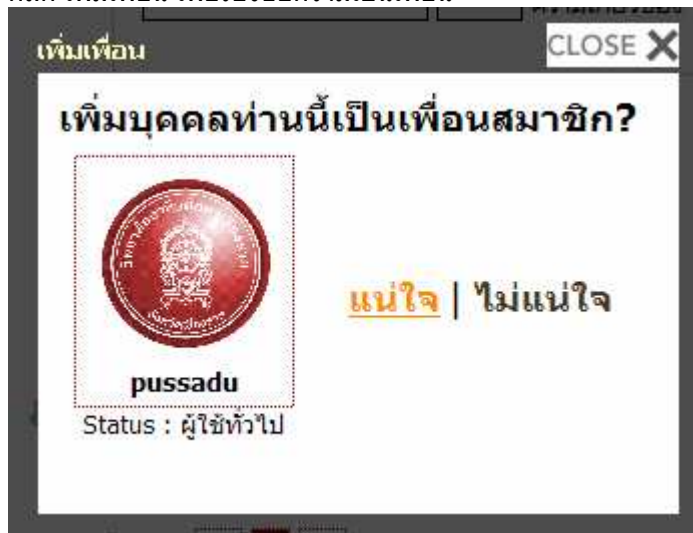 เพิ่มเพื่อน
CLOSE X
เพิ่มบุคคลท่านนี้เป็นเพื่อนสมาชิก?
แน่ใจ | ไม่แน่ใจ
pussadu
Status : ผู้ใช้ทั่วไป